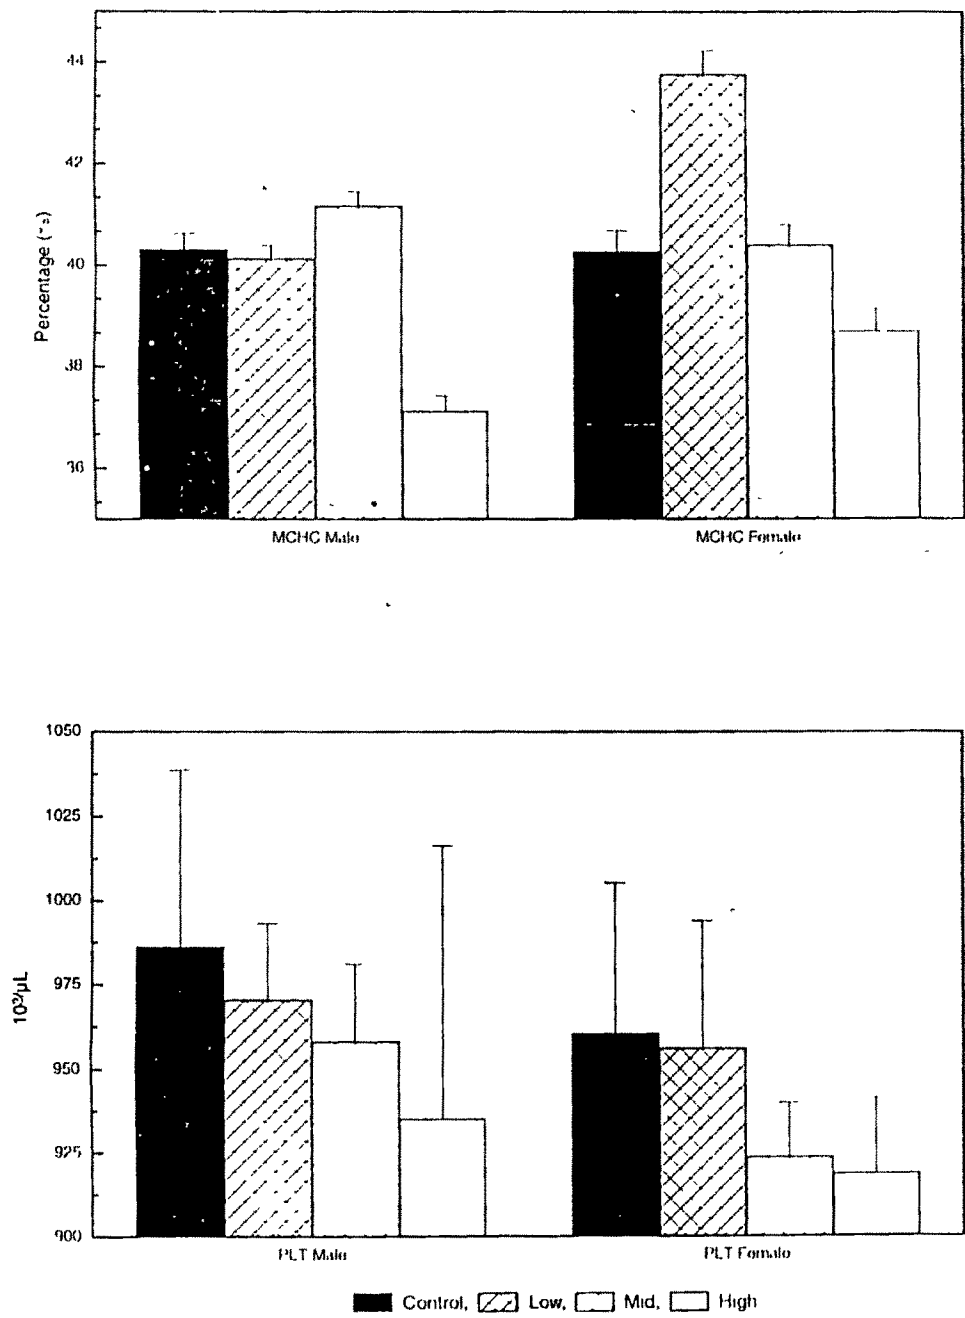 44
42
40
38
36
Percentage (%)
MCHC Male
MCHC Female
1050
1025
1000
975
950
925
900
10³/µL
PLT Male
PLT Female
Control, Low, Mid, High